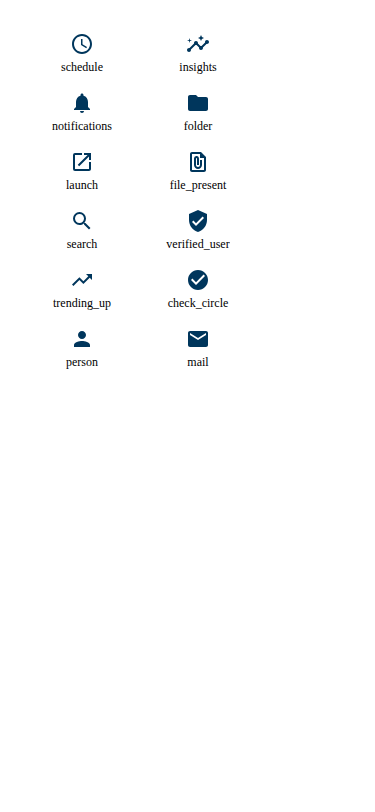 schedule
insights
notifications
folder
launch
file_present
search
verified_user
trending_up
check_circle
person
mail